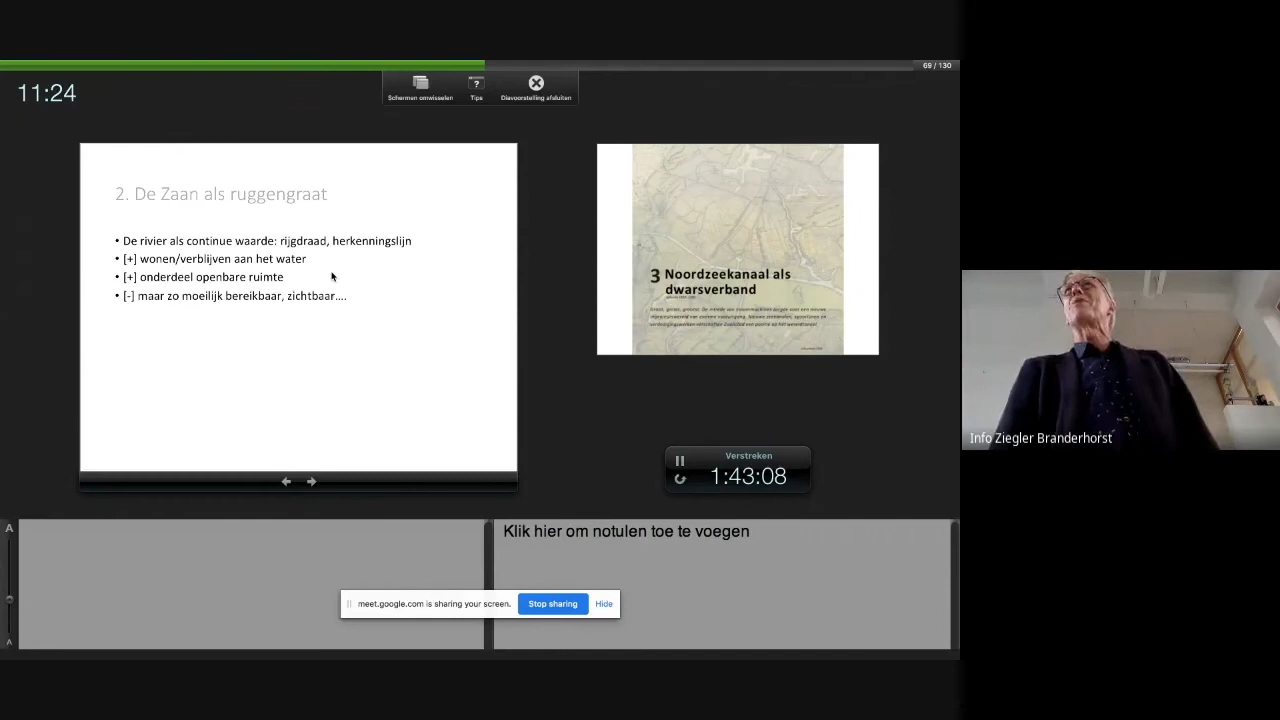 69 / 130
11:24
Schermen omwisselen
Tips
Diavoorstelling afsluiten
2. De Zaan als ruggengraat
• De rivier als continue waarde: rijgdraad, herkenningslijn
• [+] wonen/verblijven aan het water
• [+] onderdeel openbare ruimte
• [-] maar zo moeilijk bereikbaar, zichtbaar....
3 Noordzeekanaal als
dwarsverband
Verstreken
1:43:08
Info Ziegler Branderhorst
A
Klik hier om notulen toe te voegen
meet.google.com is sharing your screen.
Stop sharing
Hide
A